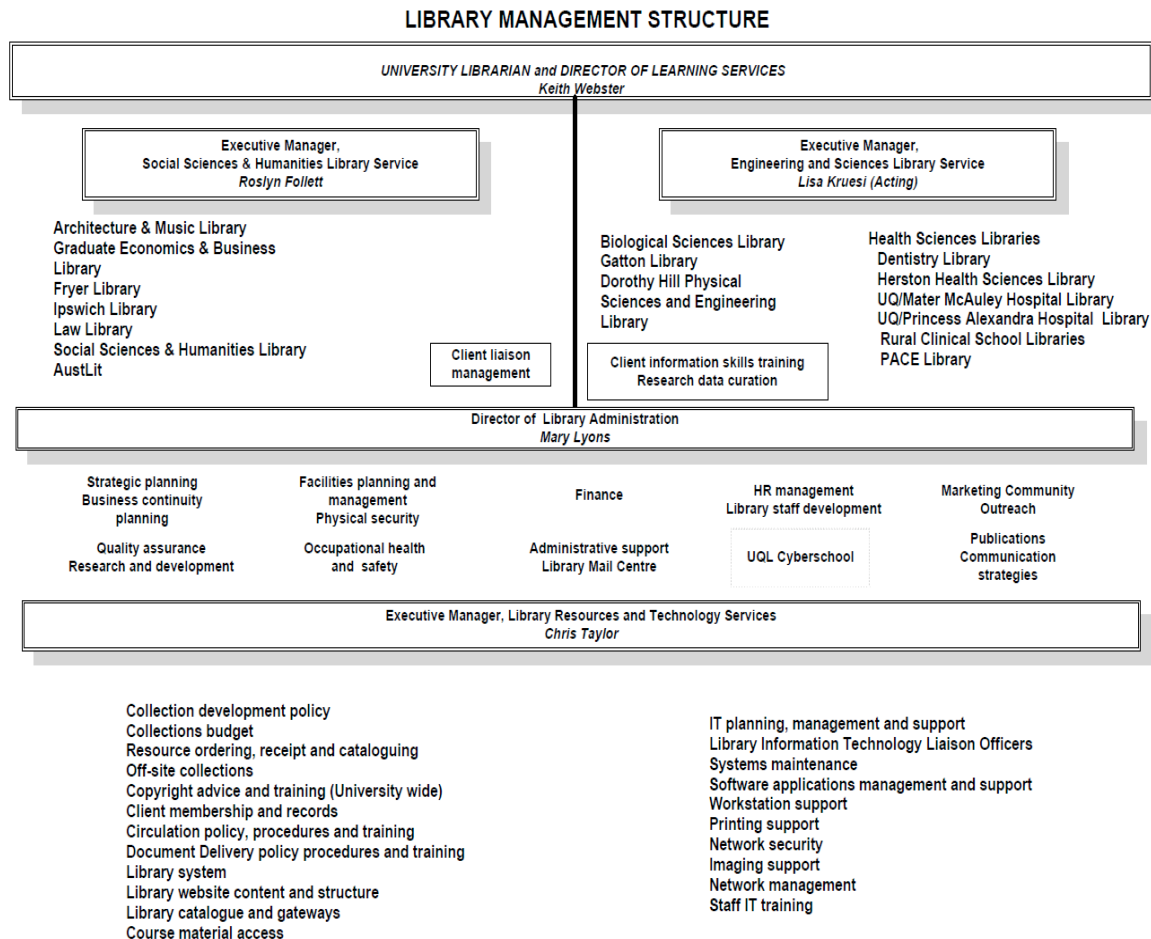 LIBRARY MANAGEMENT STRUCTURE
UNIVERSITY LIBRARIAN and DIRECTOR OF LEARNING SERVICES
Keith Webster
Executive Manager,
Social Sciences & Humanities Library Service
Roslyn Follett
Executive Manager,
Engineering and Sciences Library Service
Lisa Kruesi (Acting)
Architecture & Music Library
Graduate Economics & Business
Library
Fryer Library
Ipswich Library
Law Library
Social Sciences & Humanities Library
AustLit
Client liaison
management
Biological Sciences Library
Gatton Library
Dorothy Hill Physical
Sciences and Engineering
Library
Client information skills training
Research data curation
Health Sciences Libraries
Dentistry Library
Herston Health Sciences Library
UQ/Mater McAuley Hospital Library
UQ/Princess Alexandra Hospital Library
Rural Clinical School Libraries
PACE Library
Director of Library Administration
Mary Lyons
Strategic planning
Business continuity
planning
Facilities planning and
management
Physical security
Finance
HR management
Library staff development
Marketing Community
Outreach
Quality assurance
Research and development
Occupational health
and safety
Administrative support
Library Mail Centre
UQL Cyberschool
Publications
Communication
strategies
Executive Manager, Library Resources and Technology Services
Chris Taylor
Collection development policy
Collections budget
Resource ordering, receipt and cataloguing
Off-site collections
Copyright advice and training (University wide)
Client membership and records
Circulation policy, procedures and training
Document Delivery policy procedures and training
Library system
Library website content and structure
Library catalogue and gateways
Course material access
IT planning, management and support
Library Information Technology Liaison Officers
Systems maintenance
Software applications management and support
Workstation support
Printing support
Network security
Imaging support
Network management
Staff IT training